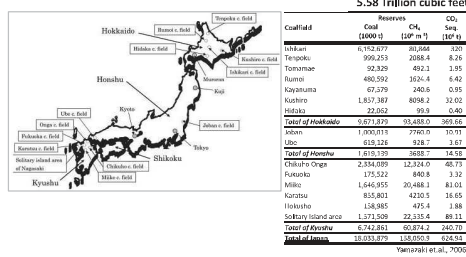 5.58 Trillion cubic feet
Tenpoku c. field
Rumoi c. field
Hokkaido
Hidaka c. field
Kushiro c. field
Ishikari c. field
Mururan
Honshu
Koji
Ube c. field
Kyoto
Onga c. field
Joban c. field
Fukuoka c. field
Karatsu c. field
Tokyo
Solitary island area
of Nagasaki
Shikoku
Chikuho c. field
Kyushu
Miike c. field
Coalfield Reserves CO₂
Coal CH₄ Seq.
(1000 t) (10⁶ m³) (10⁶ t)
Ishikari 6,152,677 80,844 320
Tenpoku 999,253 2088.4 8.26
Tomamae 92,329 492.1 1.95
Rumoi 480,592 1624.4 6.42
Kayanuma 67,579 240.6 0.95
Kushiro 1,857,387 8098.2 32.02
Hidaka 22,062 99.9 0.40
Total of Hokkaido 9,671,879 93,488.0 369.66
Joban 1,000,013 2760.0 10.91
Ube 619,126 928.7 3.67
Total of Honshu 1,619,139 3688.7 14.58
Chikuho Onga 2,334,089 12,324.0 48.73
Fukuoka 175,522 840.8 3.32
Miike 1,646,955 20,488.1 81.01
Karatsu 855,801 4210.5 16.65
Hokusho 158,985 475.4 1.88
Solitary Island area 1,571,509 22,535.4 89.11
Total of Kyushu 6,742,861 60,874.2 240.70
Total of Japan 18,033,879 158,050.9 624.94
Yamazaki et al., 2006